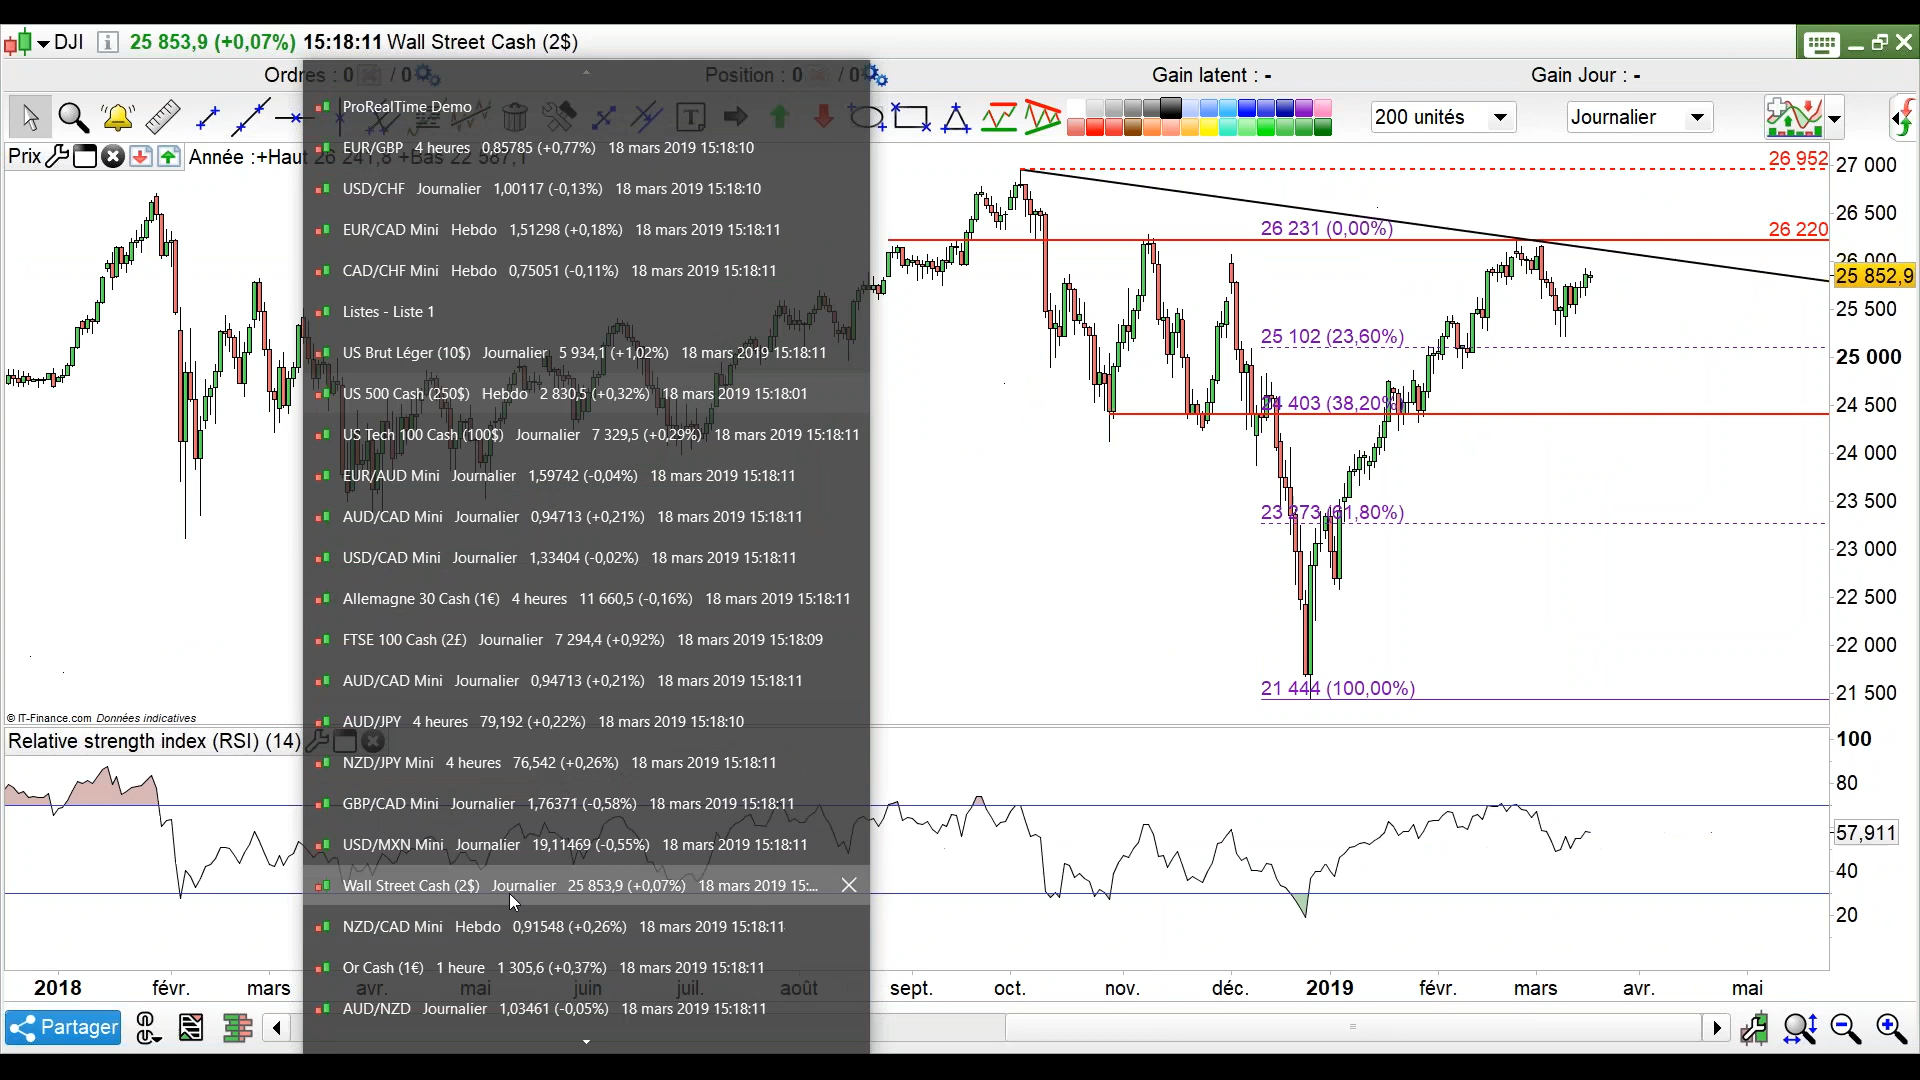 DJI 25 853,9 (+0,07%) 15:18:11 Wall Street Cash (2$)
Ordres : 0 / 0 Position : 0 / 0 Gain latent : - Gain Jour : -
200 unités Journalier
Prix Année :+Haut 26 241,8 +Bas 22 587,1
ProRealTime Demo
EUR/GBP 4 heures 0,85785 (+0,77%) 18 mars 2019 15:18:10
USD/CHF Journalier 1,00117 (-0,13%) 18 mars 2019 15:18:10
EUR/CAD Mini Hebdo 1,51298 (+0,18%) 18 mars 2019 15:18:11
CAD/CHF Mini Hebdo 0,75051 (-0,11%) 18 mars 2019 15:18:11
Listes - Liste 1
US Brut Léger (10$) Journalier 5 934,1 (+1,02%) 18 mars 2019 15:18:11
US 500 Cash (250$) Hebdo 2 830,5 (+0,32%) 18 mars 2019 15:18:01
US Tech 100 Cash (100$) Journalier 7 329,5 (+0,29%) 18 mars 2019 15:18:11
EUR/AUD Mini Journalier 1,59742 (-0,04%) 18 mars 2019 15:18:11
AUD/CAD Mini Journalier 0,94713 (+0,21%) 18 mars 2019 15:18:11
USD/CAD Mini Journalier 1,33404 (-0,02%) 18 mars 2019 15:18:11
Allemagne 30 Cash (1€) 4 heures 11 660,5 (-0,16%) 18 mars 2019 15:18:11
FTSE 100 Cash (2£) Journalier 7 294,4 (+0,92%) 18 mars 2019 15:18:09
AUD/CAD Mini Journalier 0,94713 (+0,21%) 18 mars 2019 15:18:11
AUD/JPY 4 heures 79,192 (+0,22%) 18 mars 2019 15:18:10
NZD/JPY Mini 4 heures 76,542 (+0,26%) 18 mars 2019 15:18:11
GBP/CAD Mini Journalier 1,76371 (-0,58%) 18 mars 2019 15:18:11
USD/MXN Mini Journalier 19,11469 (-0,55%) 18 mars 2019 15:18:11
Wall Street Cash (2$) Journalier 25 853,9 (+0,07%) 18 mars 2019 15:...
NZD/CAD Mini Hebdo 0,91548 (+0,26%) 18 mars 2019 15:18:11
Or Cash (1€) 1 heure 1 305,6 (+0,37%) 18 mars 2019 15:18:11
AUD/NZD Journalier 1,03461 (-0,05%) 18 mars 2019 15:18:11
26 952
26 231 (0,00%)
26 220
25 102 (23,60%)
24 403 (38,20%)
23 273 (61,80%)
21 444 (100,00%)
27 000
26 500
26 000
25 852,9
25 500
25 000
24 500
24 000
23 500
23 000
22 500
22 000
21 500
© IT-Finance.com Données indicatives
Relative strength index (RSI) (14)
100
80
57,911
40
20
2018 févr. mars avr. mai juin juil. août sept. oct. nov. déc. 2019 févr. mars avr. mai
Partager